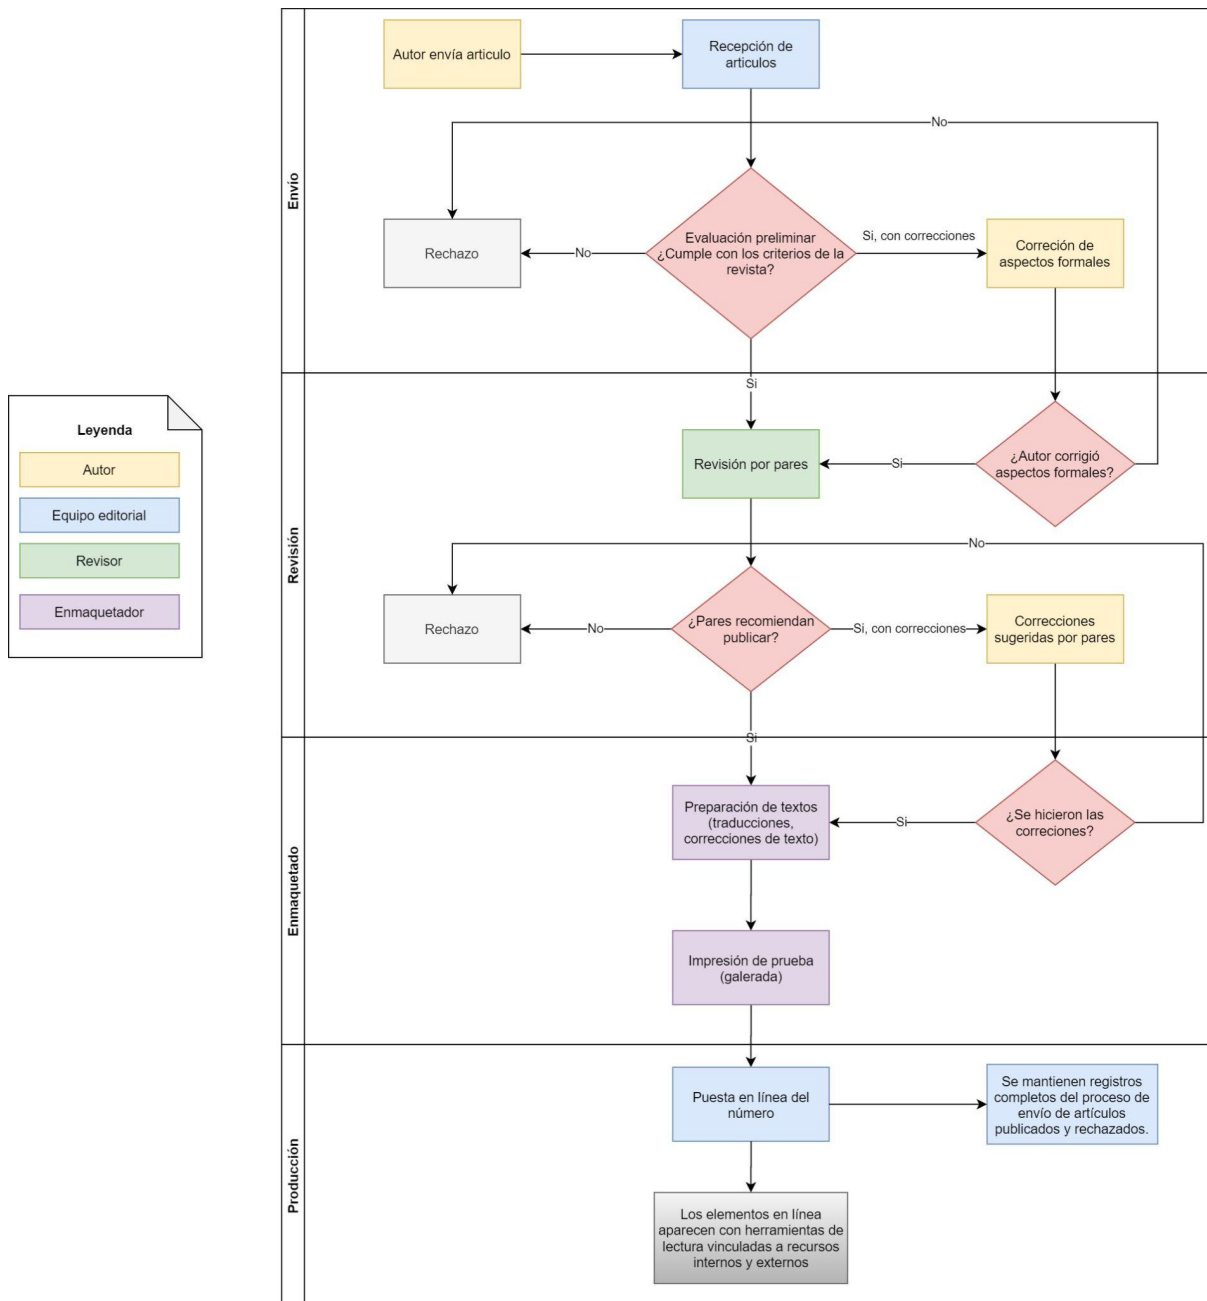 Autor envía articulo
Recepción de
articulos
No
Envío
Rechazo
No
Evaluación preliminar
¿Cumple con los criterios de la
revista?
Si, con correcciones
Correción de
aspectos formales
Si
Leyenda
Autor
Equipo editorial
Revisor
Enmaquetador
Revisión
Revisión por pares
Si
¿Autor corrigió
aspectos formales?
No
Rechazo
No
¿Pares recomiendan
publicar?
Si, con correcciones
Correcciones
sugeridas por pares
Si
Enmaquetado
Preparación de textos
(traducciones,
correcciones de texto)
Si
¿Se hicieron las
correciones?
Impresión de prueba
(galerada)
Producción
Puesta en línea del
número
Se mantienen registros
completos del proceso de
envío de artículos
publicados y rechazados.
Los elementos en línea
aparecen con herramientas de
lectura vinculadas a recursos
internos y externos